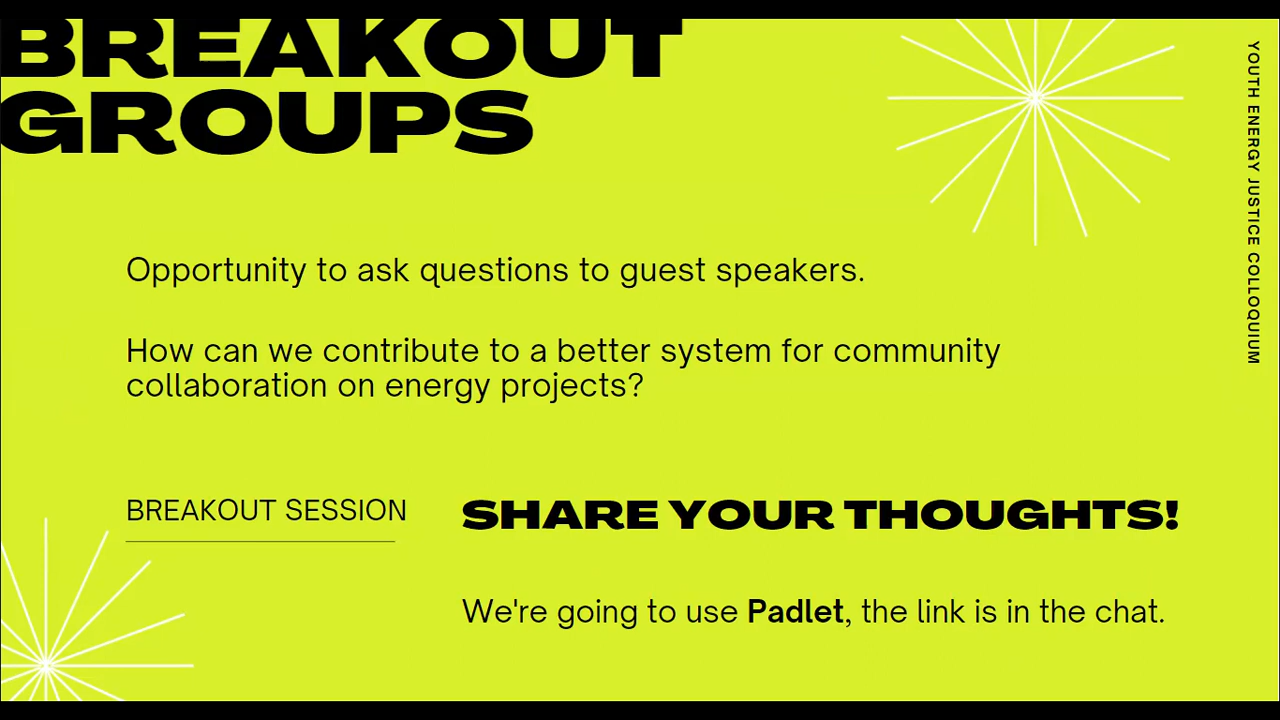 BREAKOUT
GROUPS
YOUTH ENERGY JUSTICE COLLOQUIUM
Opportunity to ask questions to guest speakers.
How can we contribute to a better system for community
collaboration on energy projects?
BREAKOUT SESSION
SHARE YOUR THOUGHTS!
We're going to use Padlet, the link is in the chat.